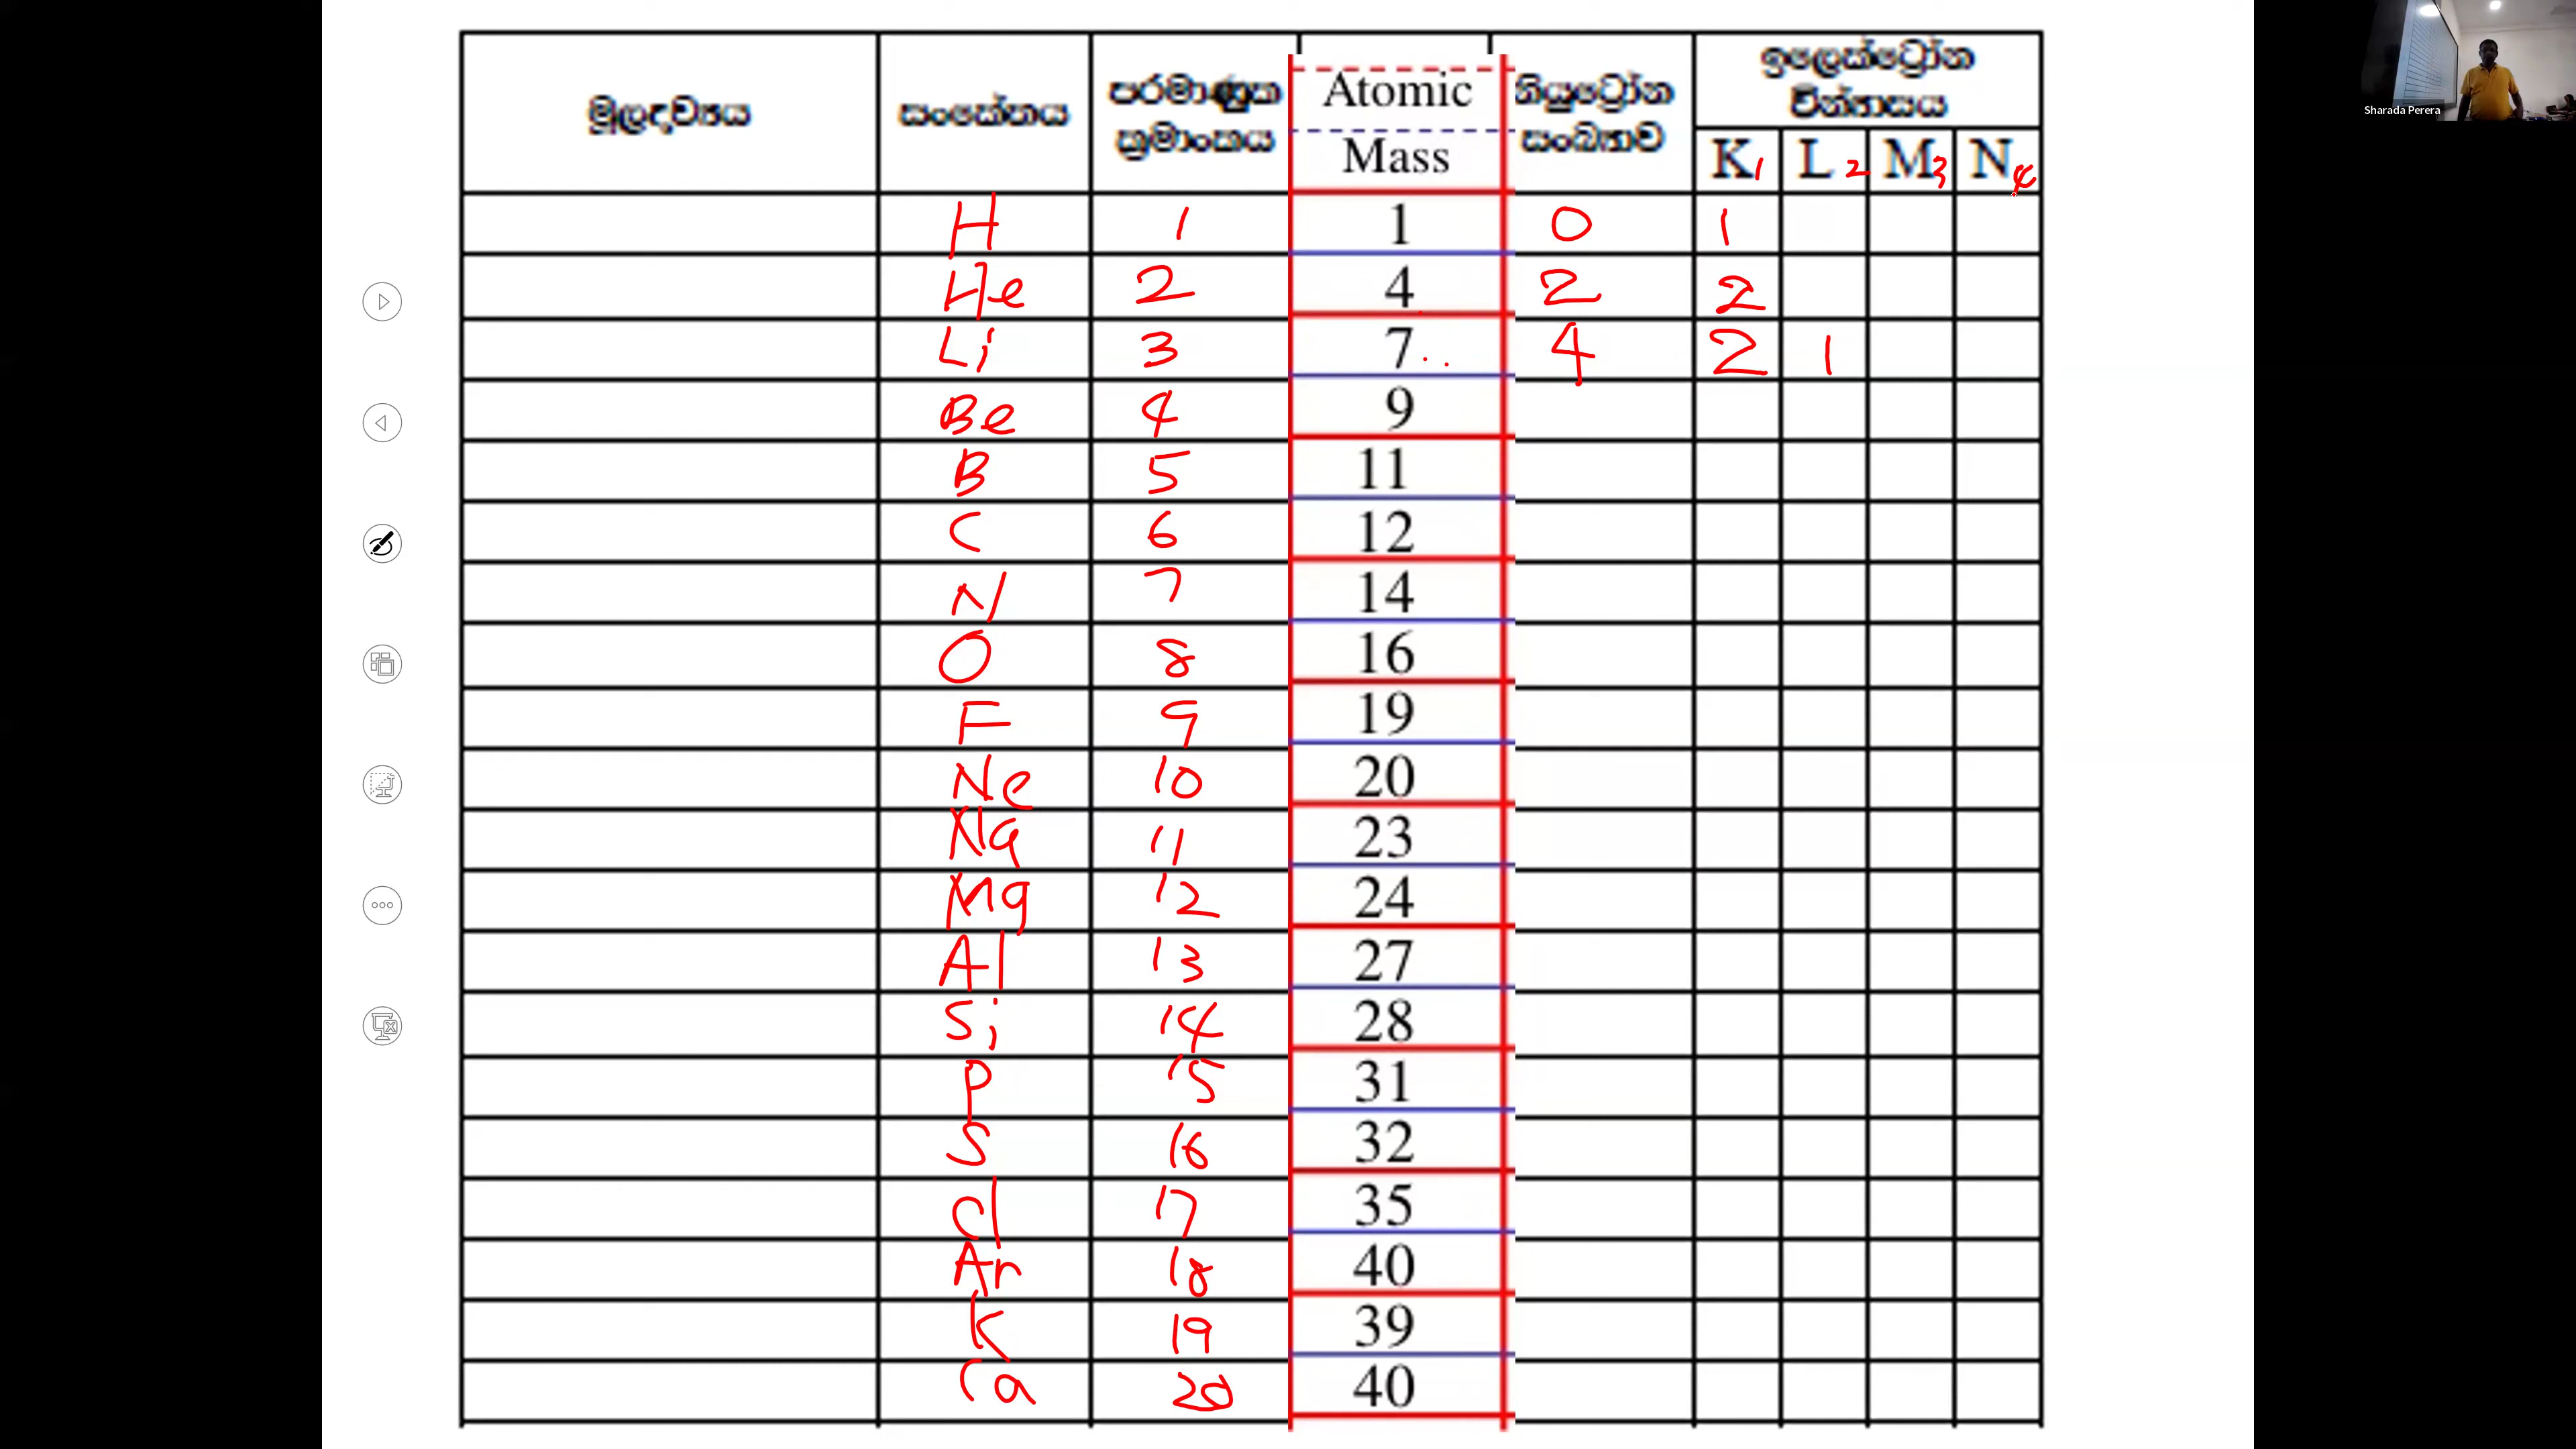 මූලද්‍රව්‍යය සංකේතය පරමාණුක ක්‍රමාංකය Atomic Mass නියුට්‍රෝන සංඛ්‍යාව ඉලෙක්ට්‍රෝන වින්‍යාසය
K1 L2 M3 N4
H 1 1 0 1
He 2 4 2 2
Li 3 7 4 2 1
Be 4 9
B 5 11
C 6 12
N 7 14
O 8 16
F 9 19
Ne 10 20
Na 11 23
Mg 12 24
Al 13 27
Si 14 28
P 15 31
S 16 32
Cl 17 35
Ar 18 40
K 19 39
Ca 20 40
Sharada Perera